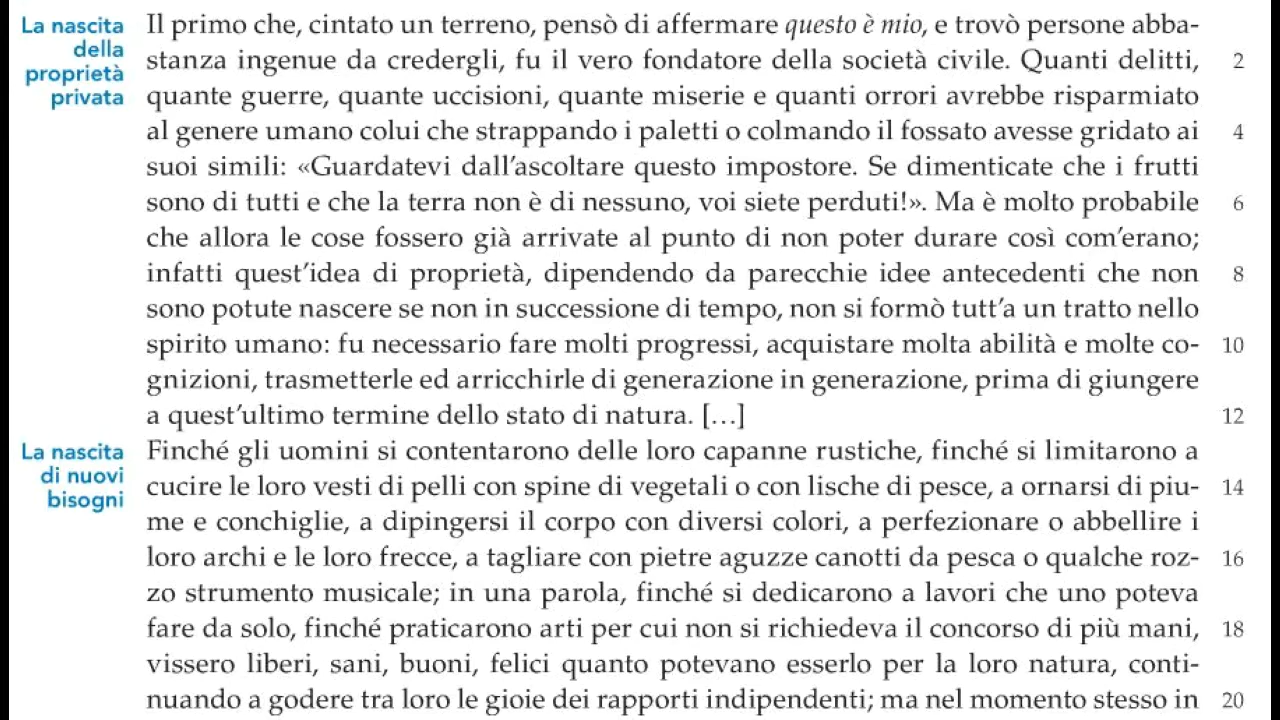 La nascita
della
proprietà
privata
Il primo che, cintato un terreno, pensò di affermare questo è mio, e trovò persone abba-
stanza ingenue da credergli, fu il vero fondatore della società civile. Quanti delitti, 2
quante guerre, quante uccisioni, quante miserie e quanti orrori avrebbe risparmiato
al genere umano colui che strappando i paletti o colmando il fossato avesse gridato ai 4
suoi simili: «Guardatevi dall'ascoltare questo impostore. Se dimenticate che i frutti
sono di tutti e che la terra non è di nessuno, voi siete perduti!». Ma è molto probabile 6
che allora le cose fossero già arrivate al punto di non poter durare così com'erano;
infatti quest'idea di proprietà, dipendendo da parecchie idee antecedenti che non 8
sono potute nascere se non in successione di tempo, non si formò tutt'a un tratto nello
spirito umano: fu necessario fare molti progressi, acquistare molta abilità e molte co- 10
gnizioni, trasmetterle ed arricchirle di generazione in generazione, prima di giungere
a quest'ultimo termine dello stato di natura. […] 12
La nascita
di nuovi
bisogni
Finché gli uomini si contentarono delle loro capanne rustiche, finché si limitarono a
cucire le loro vesti di pelli con spine di vegetali o con lische di pesce, a ornarsi di piu- 14
me e conchiglie, a dipingersi il corpo con diversi colori, a perfezionare o abbellire i
loro archi e le loro frecce, a tagliare con pietre aguzze canotti da pesca o qualche roz- 16
zo strumento musicale; in una parola, finché si dedicarono a lavori che uno poteva
fare da solo, finché praticarono arti per cui non si richiedeva il concorso di più mani, 18
vissero liberi, sani, buoni, felici quanto potevano esserlo per la loro natura, conti-
nuando a godere tra loro le gioie dei rapporti indipendenti; ma nel momento stesso in 20